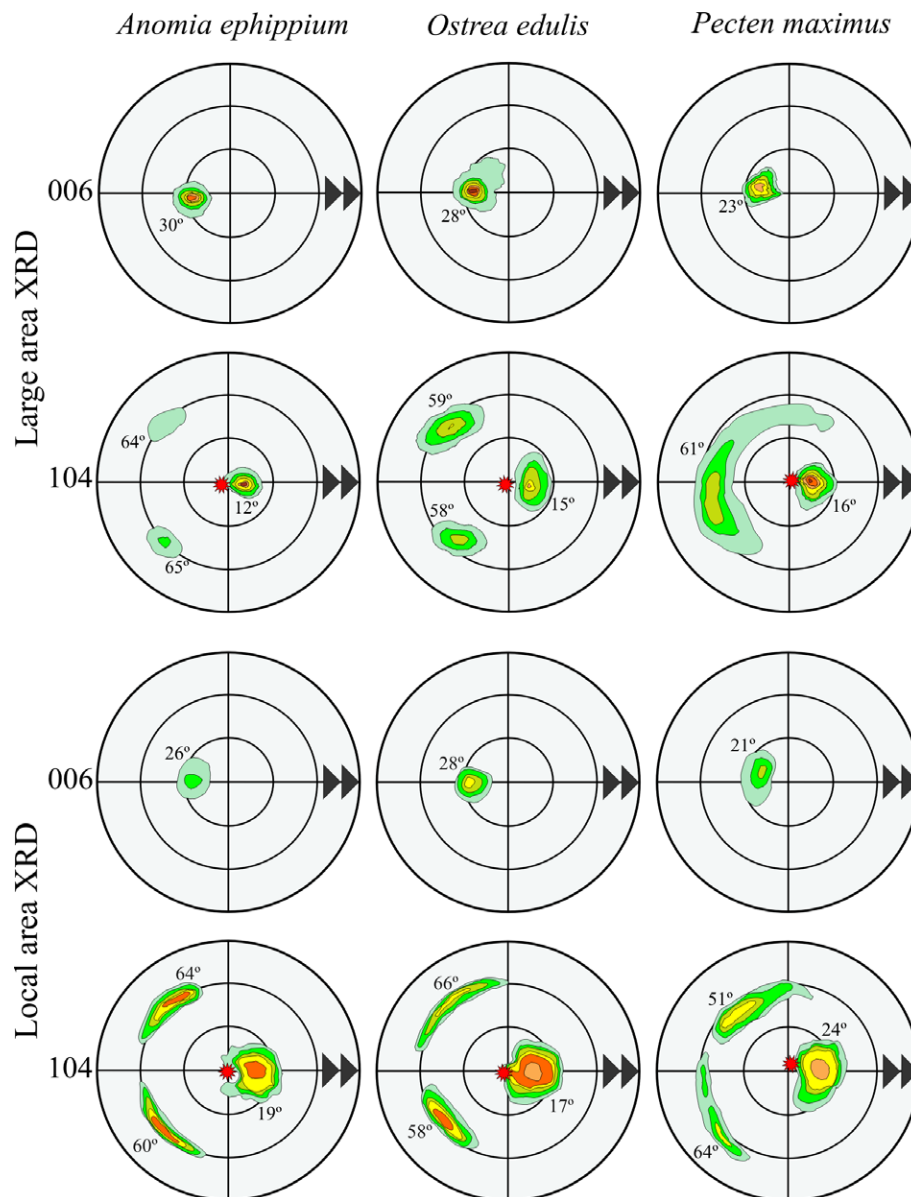 Anomia ephippium Ostrea edulis Pecten maximus
Large area XRD
006
30º 28º 23º
104
64º 12º 65º
59º 15º 58º
61º 16º
Local area XRD
006
26º 28º 21º
104
64º 19º 60º
66º 17º 58º
51º 24º 64º